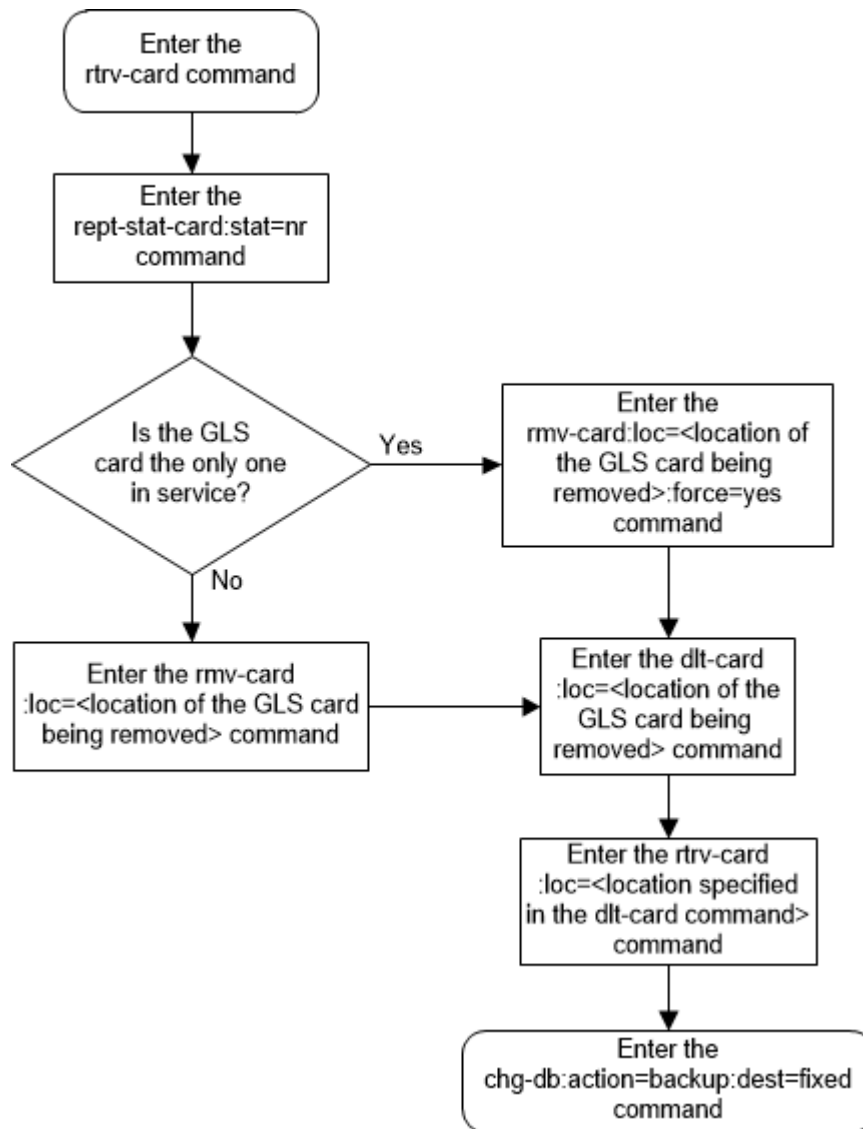 Enter the
rtrv-card command
Enter the
rept-stat-card:stat=nr
command
Is the GLS
card the only one
in service?
Yes
Enter the
rmv-card:loc=<location of
the GLS card being
removed>:force=yes
command
No
Enter the rmv-card
:loc=<location of the GLS card
being removed> command
Enter the dlt-card
:loc=<location of the
GLS card being
removed> command
Enter the rtrv-card
:loc=<location specified
in the dlt-card command>
command
Enter the
chg-db:action=backup:dest=fixed
command